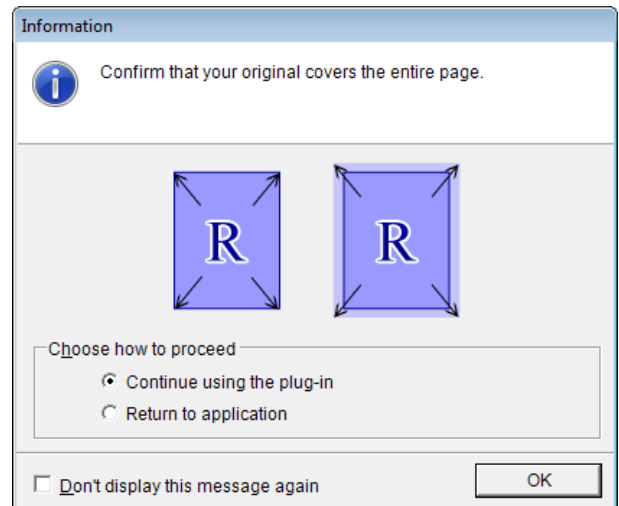 Information
Confirm that your original covers the entire page.
R R
Choose how to proceed
Continue using the plug-in
Return to application
Don't display this message again
OK